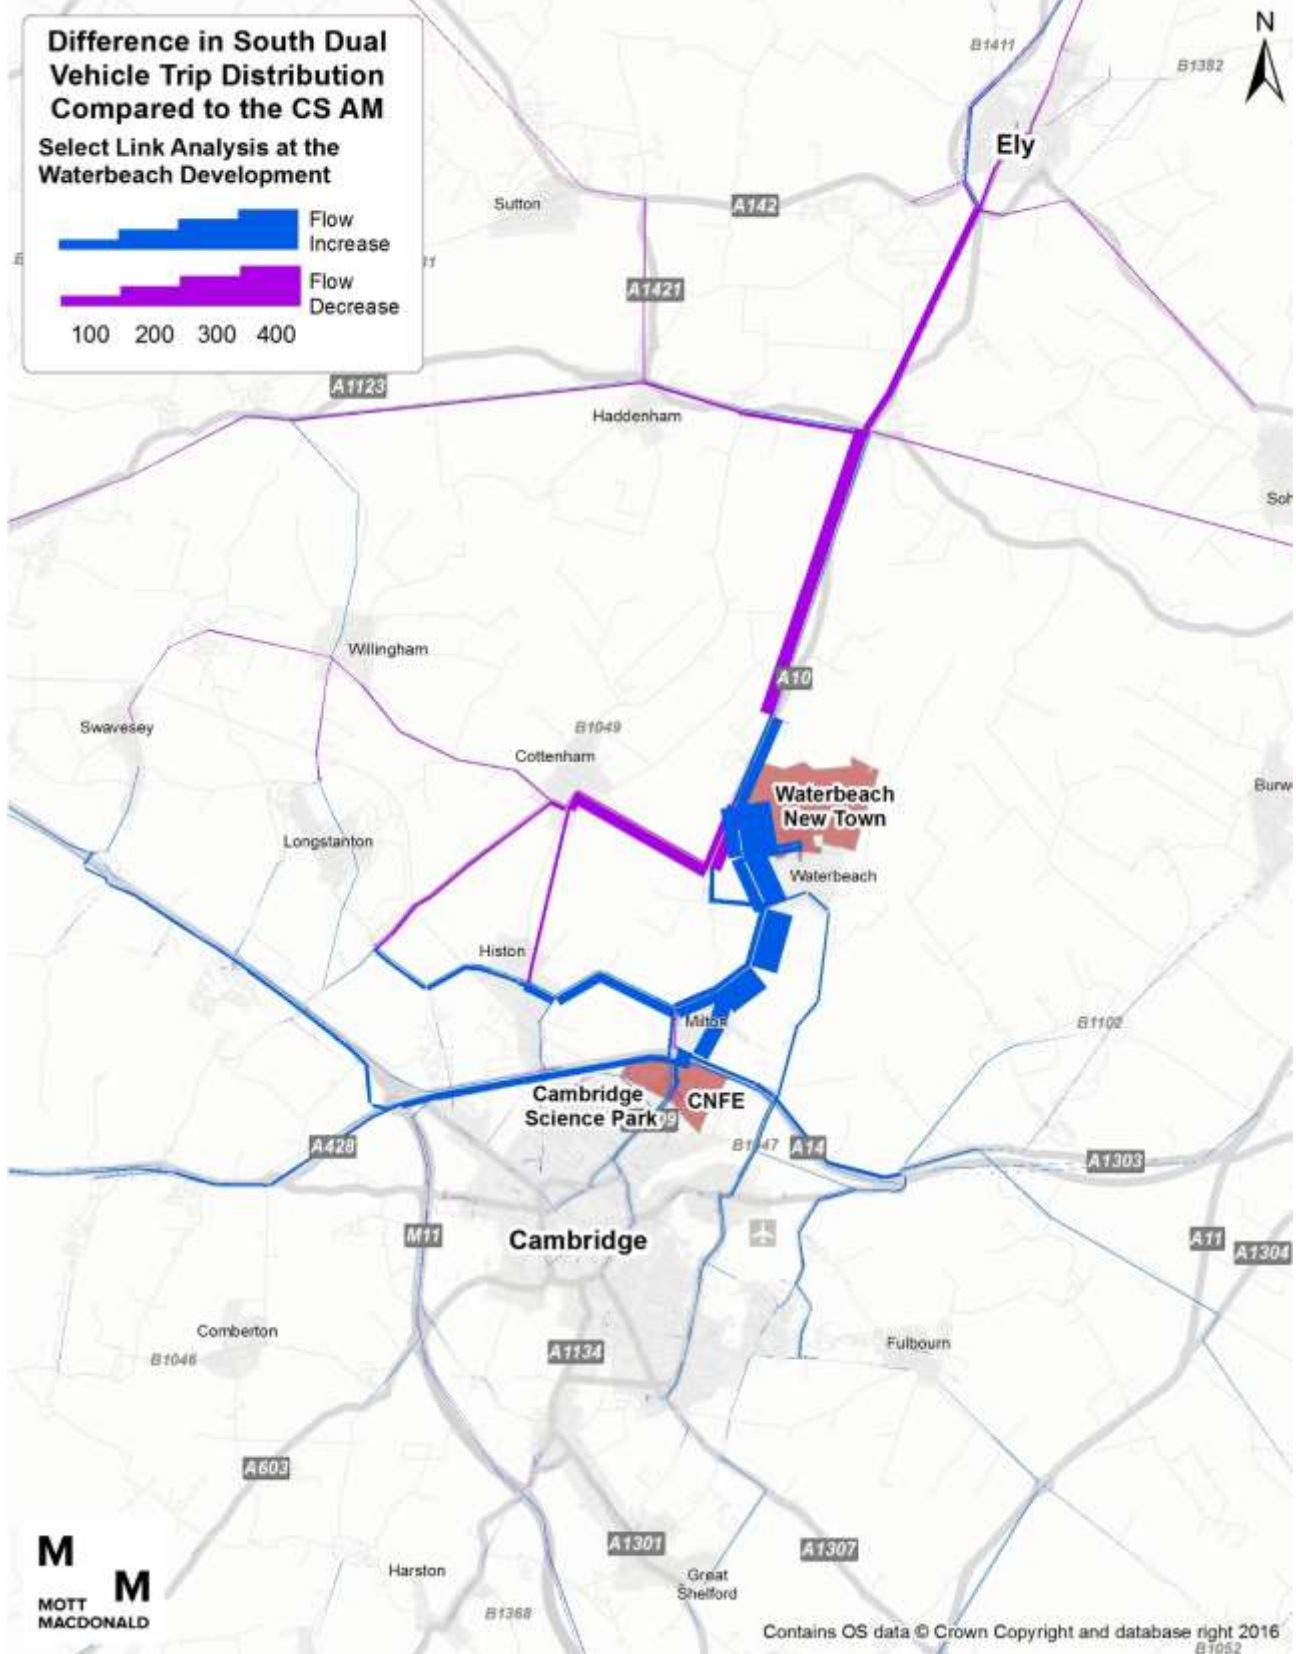 Difference in South Dual
Vehicle Trip Distribution
Compared to the CS AM
Select Link Analysis at the
Waterbeach Development
Flow
Increase
Flow
Decrease
100 200 300 400
N
B1411
B1382
Ely
Sutton
A142
A1421
A1123
Haddenham
Willingham
A10
Swavesey
B1049
Cottenham
Waterbeach
New Town
Longstanton
Waterbeach
Histon
Milton
B1102
Cambridge
Science Park
CNFE
A428
A14
A1303
M11
Cambridge
A11
A1304
Comberton
B1046
A1134
Fulbourn
A603
A1301
A1307
Harston
Great
Shelford
B1368
M
M
MOTT
MACDONALD
Contains OS data © Crown Copyright and database right 2016
B1052